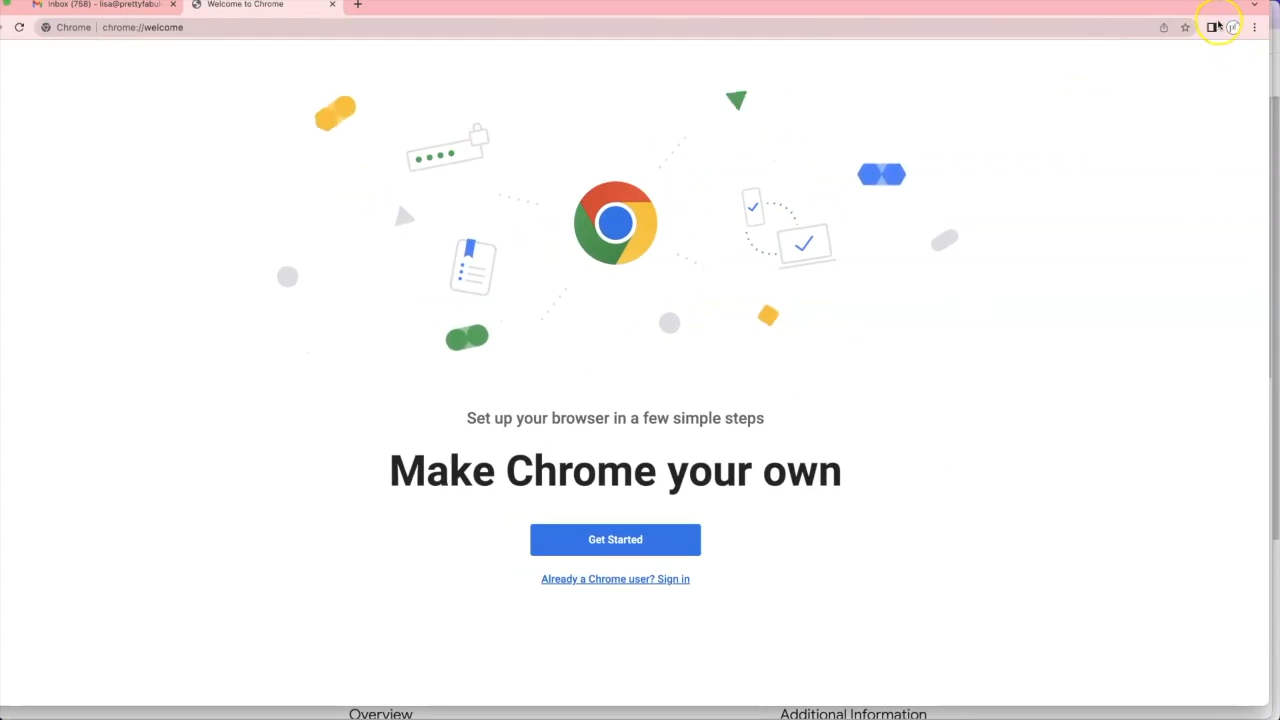 Inbox (758) - lisa@prettyfabul
Welcome to Chrome
Chrome | chrome://welcome
Set up your browser in a few simple steps
Make Chrome your own
Get Started
Already a Chrome user? Sign in
Overview
Additional Information